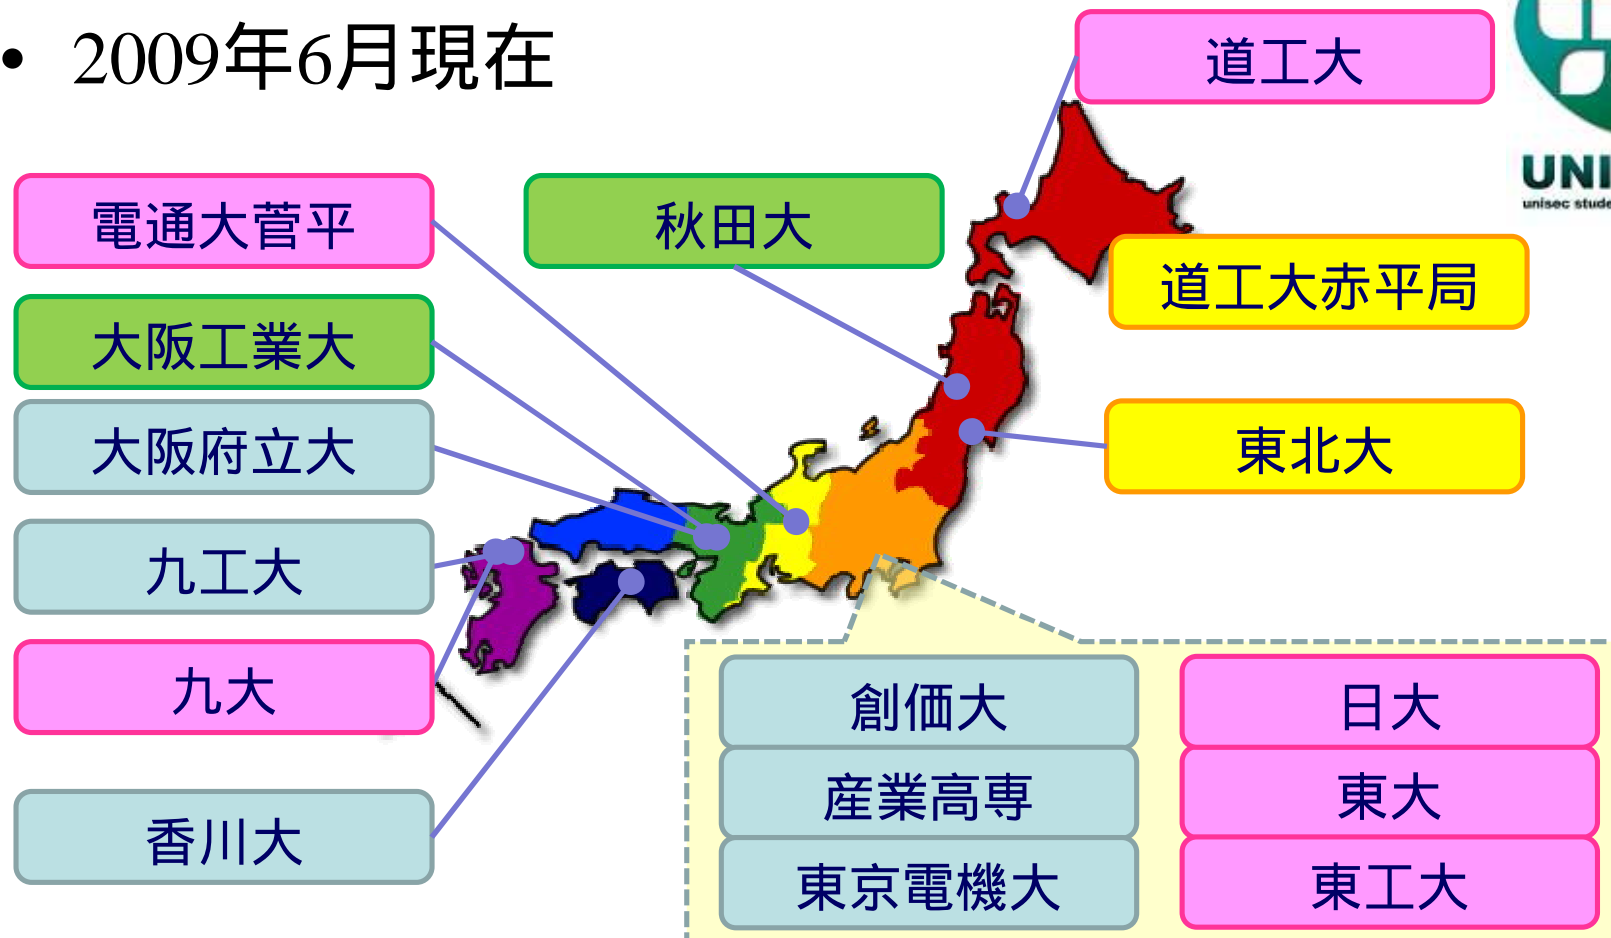 • 2009年6月現在
道工大
UNI
unisec stude
電通大菅平
秋田大
道工大赤平局
大阪工業大
大阪府立大
東北大
九工大
九大
香川大
創価大
日大
産業高専
東大
東京電機大
東工大